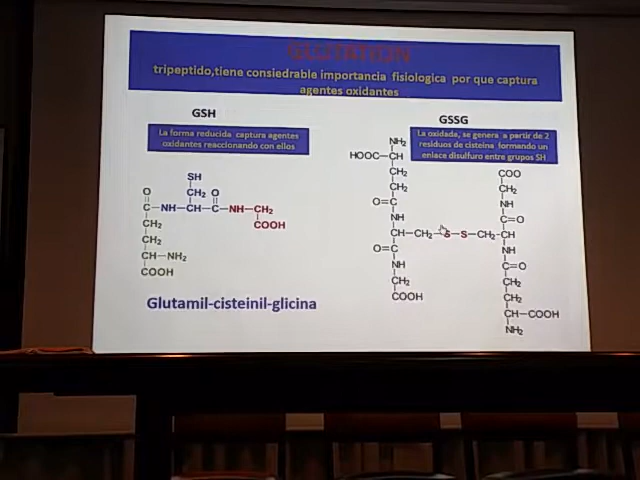 GLUTATION
tripeptido,tiene consiedrable importancia fisiologica por que captura
agentes oxidantes
GSH
La forma reducida captura agentes
oxidantes reaccionando con ellos
SH
CH₂ O
O
C—NH—CH—C—NH—CH₂
CH₂
COOH
CH₂
CH—NH₂
COOH
Glutamil-cisteinil-glicina
GSSG
La oxidada, se genera a partir de 2
residuos de cisteina formando un
enlace disulfuro entre grupos SH
NH₂
HOOC—CH
CH₂
CH₂
O=C
NH
CH—CH₂—S—S—CH₂-CH
O=C
NH
CH₂
COOH
COO
CH₂
NH
C=O
NH
C=O
CH₂
CH₂
CH—COOH
NH₂